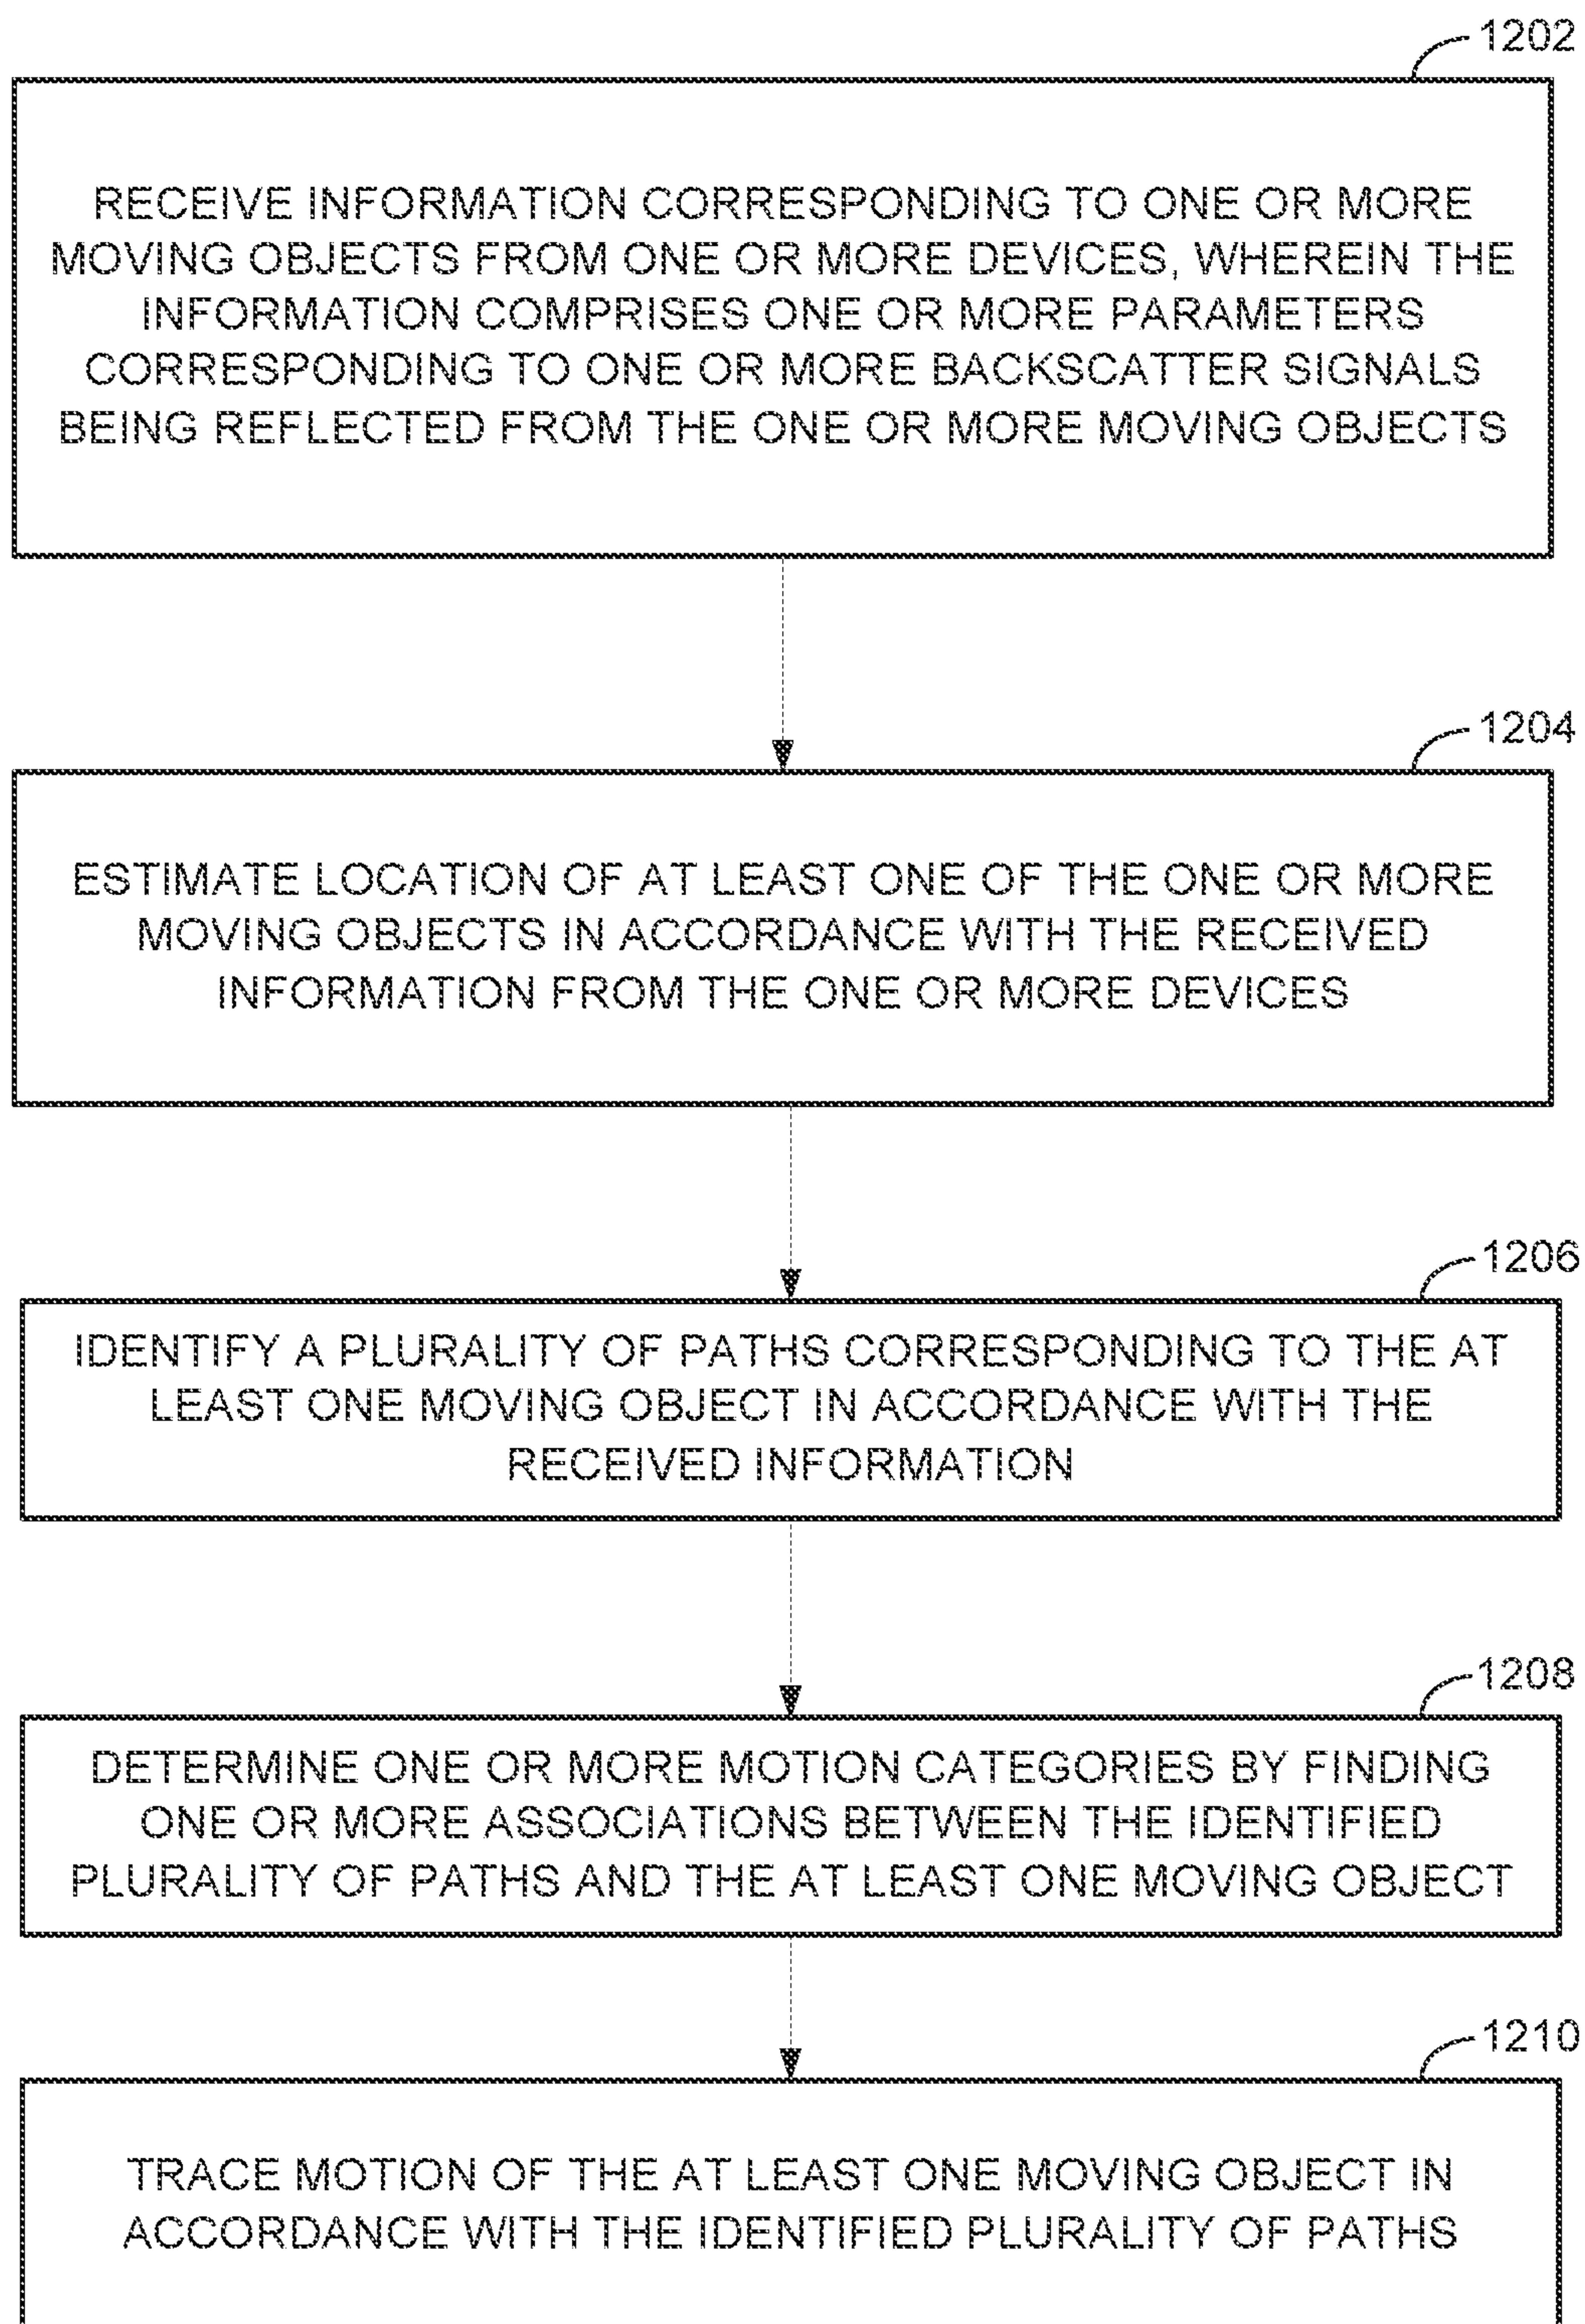 1202
RECEIVE INFORMATION CORRESPONDING TO ONE OR MORE
MOVING OBJECTS FROM ONE OR MORE DEVICES, WHEREIN THE
INFORMATION COMPRISES ONE OR MORE PARAMETERS
CORRESPONDING TO ONE OR MORE BACKSCATTER SIGNALS
BEING REFLECTED FROM THE ONE OR MORE MOVING OBJECTS
1204
ESTIMATE LOCATION OF AT LEAST ONE OF THE ONE OR MORE
MOVING OBJECTS IN ACCORDANCE WITH THE RECEIVED
INFORMATION FROM THE ONE OR MORE DEVICES
1206
IDENTIFY A PLURALITY OF PATHS CORRESPONDING TO THE AT
LEAST ONE MOVING OBJECT IN ACCORDANCE WITH THE
RECEIVED INFORMATION
1208
DETERMINE ONE OR MORE MOTION CATEGORIES BY FINDING
ONE OR MORE ASSOCIATIONS BETWEEN THE IDENTIFIED
PLURALITY OF PATHS AND THE AT LEAST ONE MOVING OBJECT
1210
TRACE MOTION OF THE AT LEAST ONE MOVING OBJECT IN
ACCORDANCE WITH THE IDENTIFIED PLURALITY OF PATHS